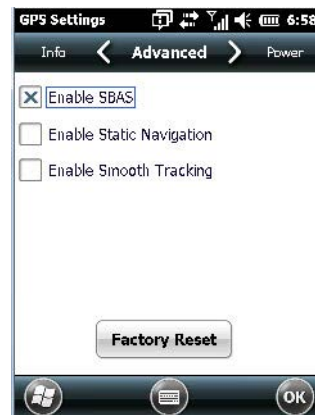 GPS Settings 6:58
Info Advanced Power
Enable SBAS
Enable Static Navigation
Enable Smooth Tracking
Factory Reset
OK